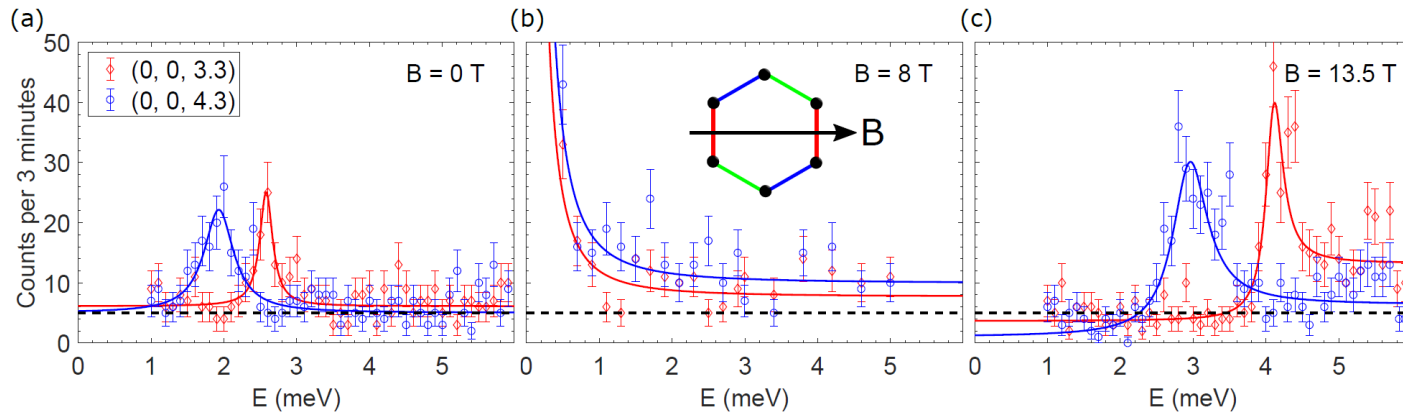 (a)
50
40
30
20
10
0
Counts per 3 minutes
(0, 0, 3.3)
(0, 0, 4.3)
B = 0 T
0 1 2 3 4 5
E (meV)
(b)
B = 8 T
B
0 1 2 3 4 5
E (meV)
(c)
B = 13.5 T
0 1 2 3 4 5
E (meV)